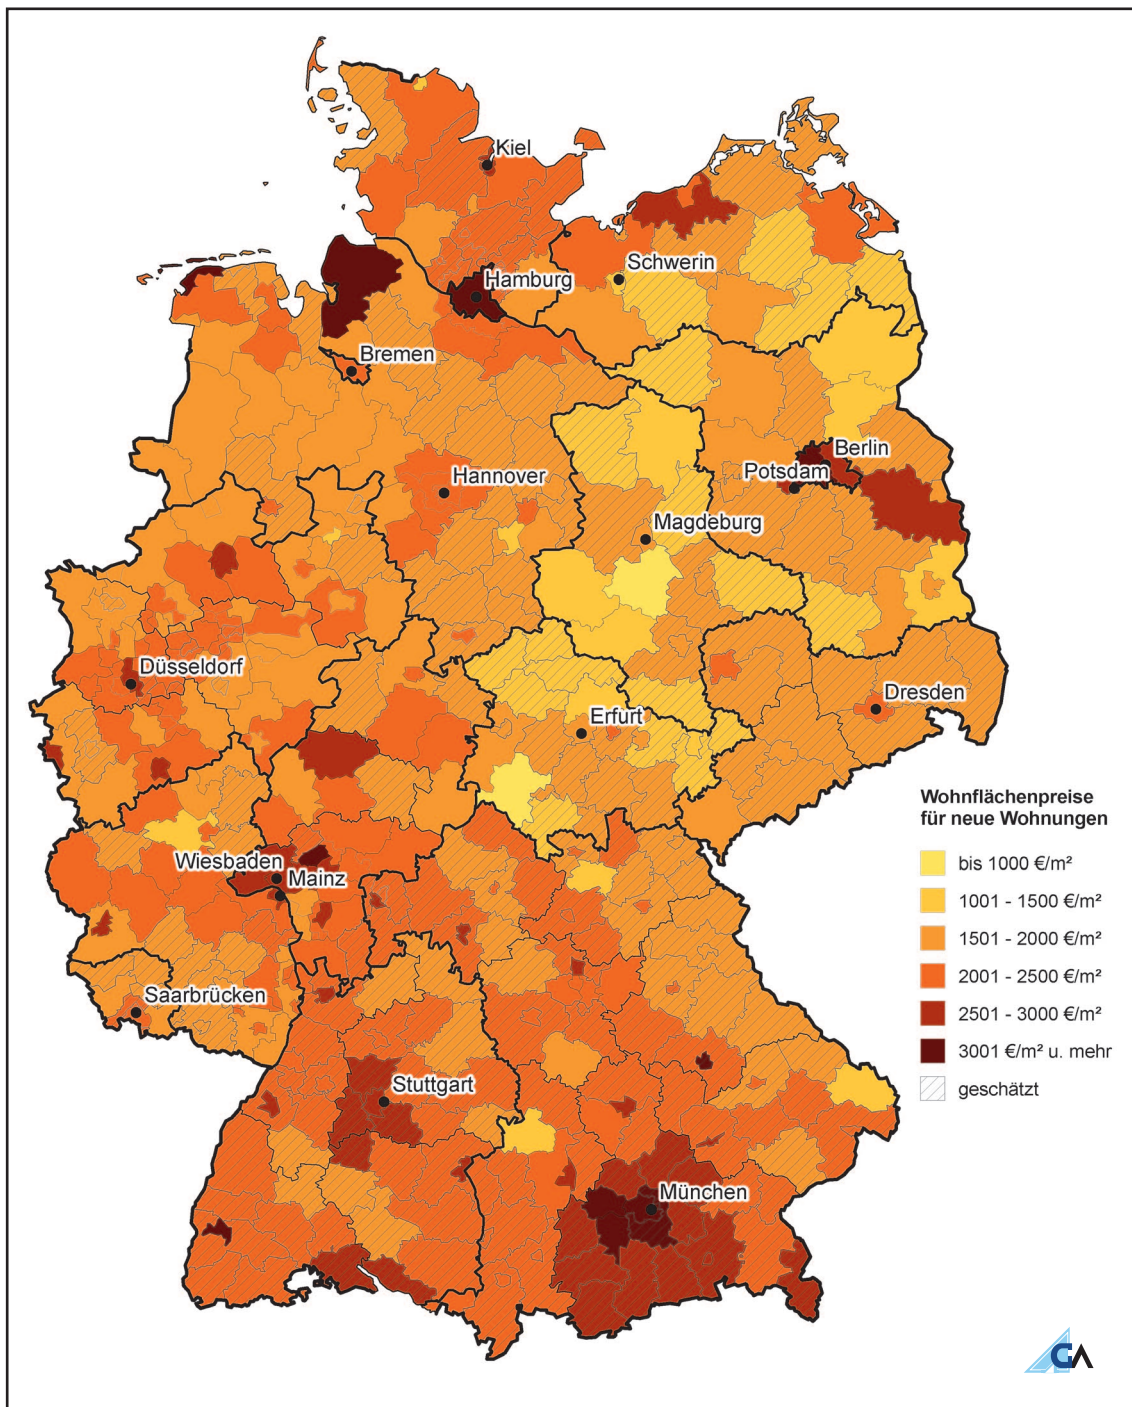 Kiel
Schwerin
Hamburg
Bremen
Berlin
Hannover
Potsdam
Magdeburg
Düsseldorf
Dresden
Erfurt
Wiesbaden
Mainz
Saarbrücken
Stuttgart
München
Wohnflächenpreise
für neue Wohnungen
bis 1000 €/m²
1001 - 1500 €/m²
1501 - 2000 €/m²
2001 - 2500 €/m²
2501 - 3000 €/m²
3001 €/m² u. mehr
geschätzt
AGA